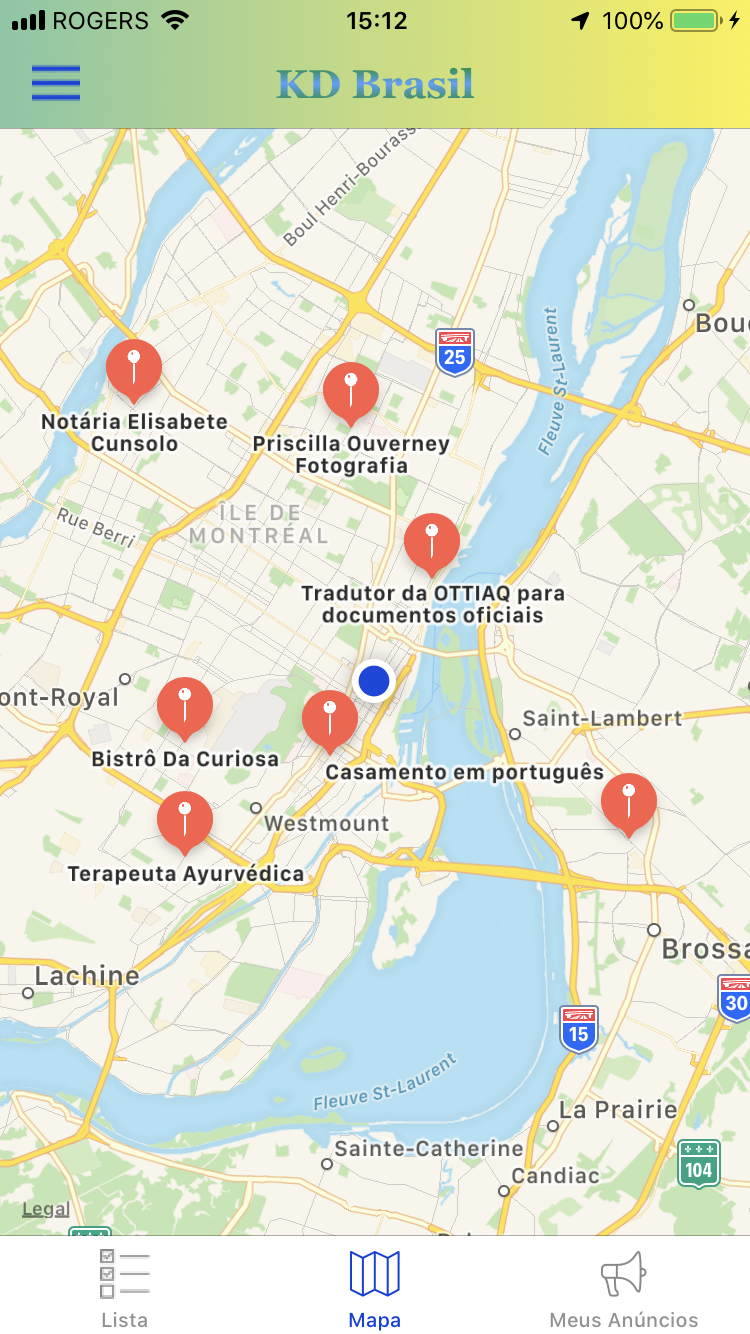 ROGERS 15:12 100%
KD Brasil
Boul Henri-Bourass
25
Bou
Fleuve St-Laurent
Notária Elisabete
Cunsolo
Priscilla Ouverney
Fotografia
ÎLE DE
MONTRÉAL
Rue Berri
Tradutor da OTTIAQ para
documentos oficiais
ont-Royal
Saint-Lambert
Bistrô Da Curiosa
Casamento em português
Westmount
Terapeuta Ayurvédica
Brossa
Lachine
30
15
Fleuve St-Laurent
La Prairie
Sainte-Catherine
104
Candiac
Legal
Lista
Mapa
Meus Anúncios